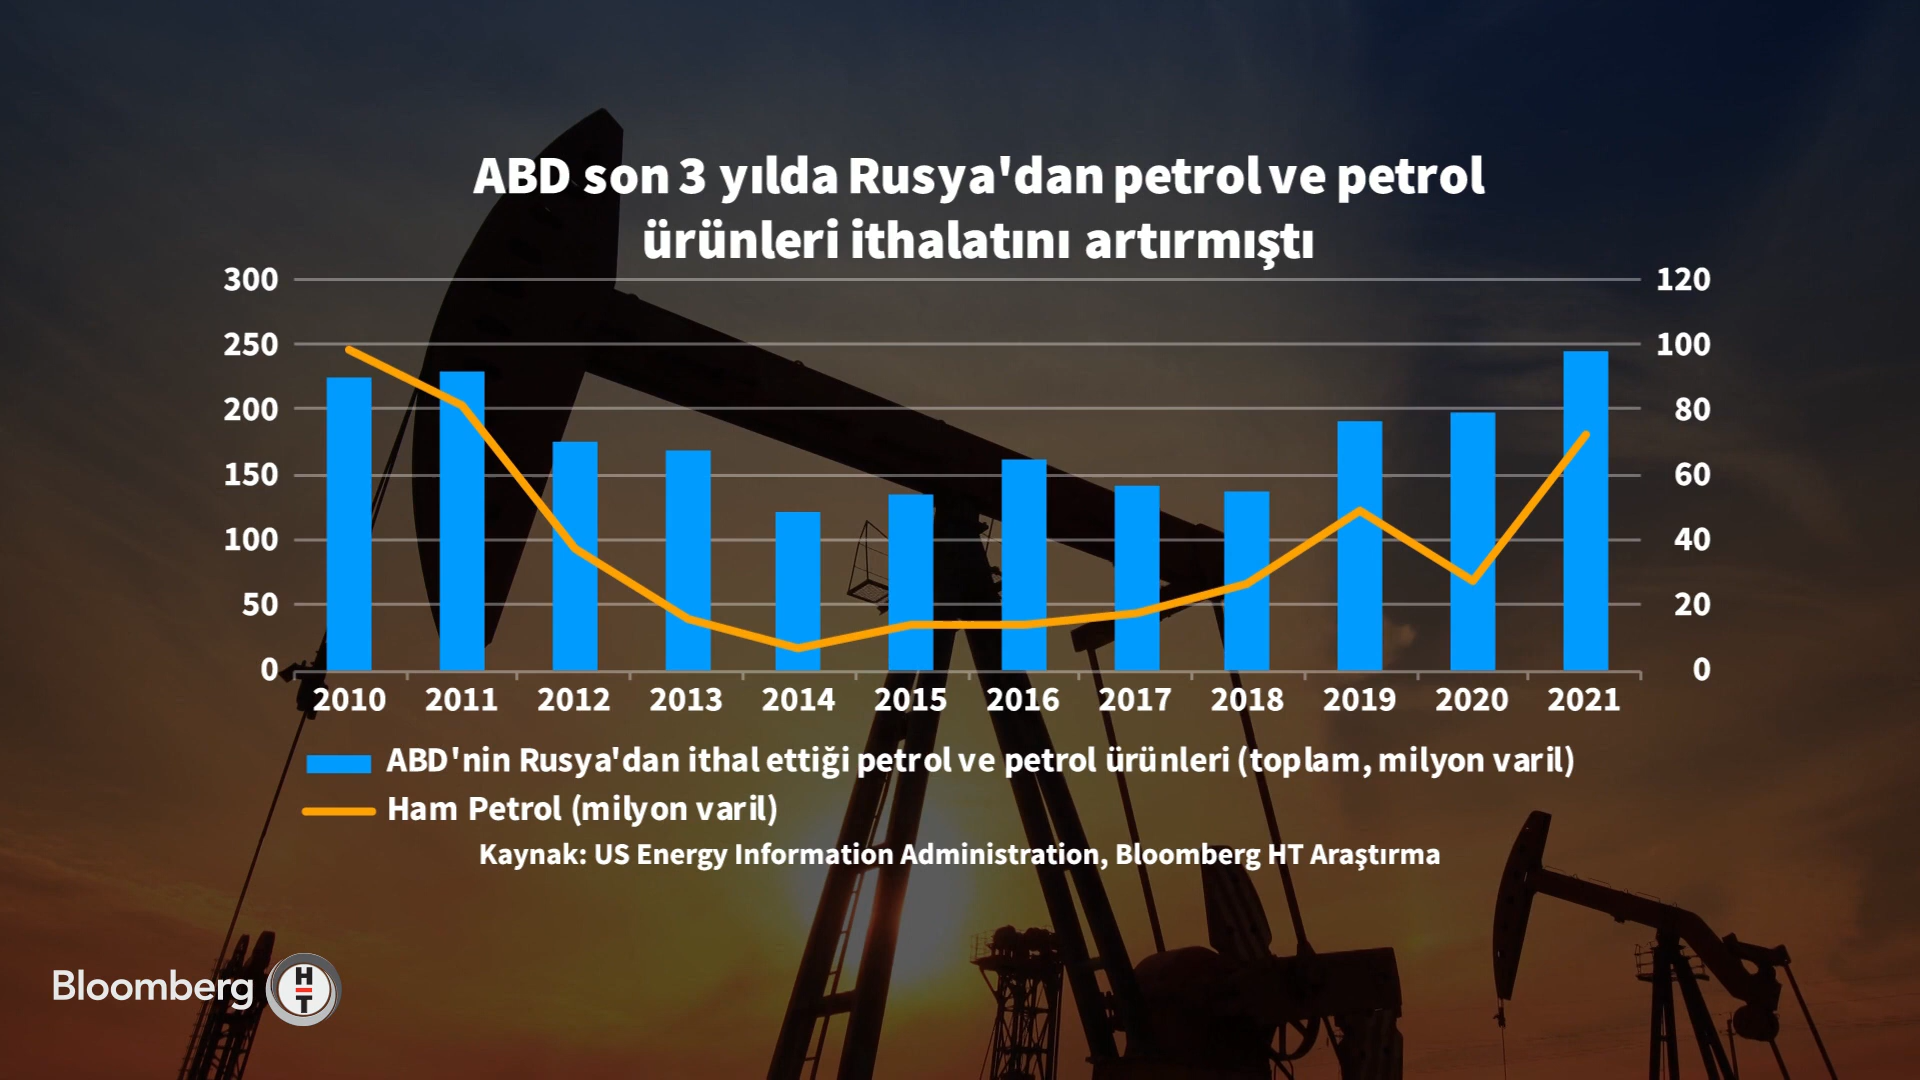 ABD son 3 yılda Rusya'dan petrol ve petrol
ürünleri ithalatını artırmıştı
300
250
200
150
100
50
0
120
100
80
60
40
20
0
2010 2011 2012 2013 2014 2015 2016 2017 2018 2019 2020 2021
ABD'nin Rusya'dan ithal ettiği petrol ve petrol ürünleri (toplam, milyon varil)
Ham Petrol (milyon varil)
Kaynak: US Energy Information Administration, Bloomberg HT Araştırma
Bloomberg HT